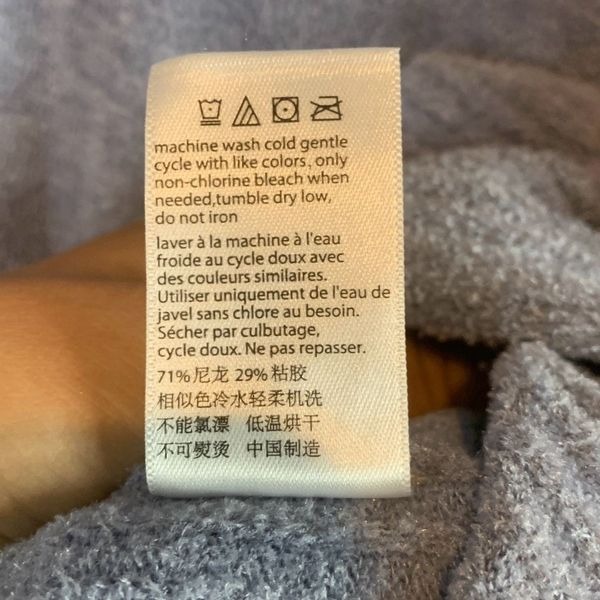 machine wash cold gentle
cycle with like colors, only
non-chlorine bleach when
needed,tumble dry low,
do not iron
laver à la machine à l'eau
froide au cycle doux avec
des couleurs similaires.
Utiliser uniquement de l'eau de
javel sans chlore au besoin.
Sécher par culbutage,
cycle doux. Ne pas repasser.
71%尼龙 29%粘胶
相似色冷水轻柔机洗
不能氯漂 低温烘干
不可熨烫 中国制造